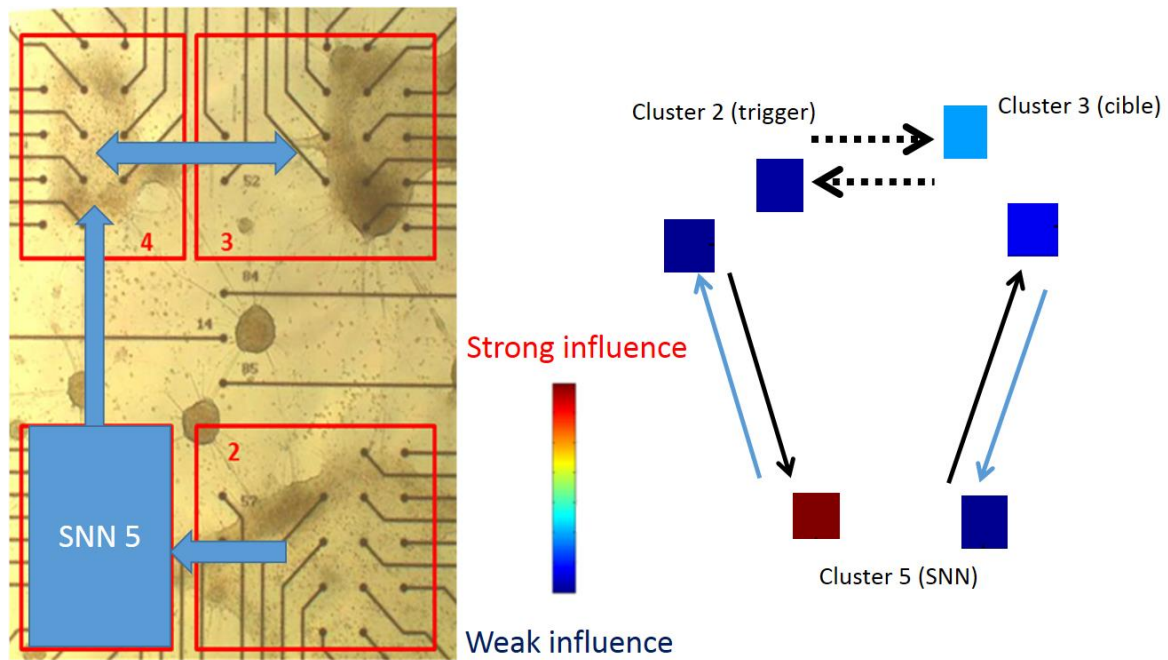 52
4
3
84
14
85
2
57
SNN 5
Strong influence
Weak influence
Cluster 2 (trigger)
Cluster 3 (cible)
Cluster 5 (SNN)